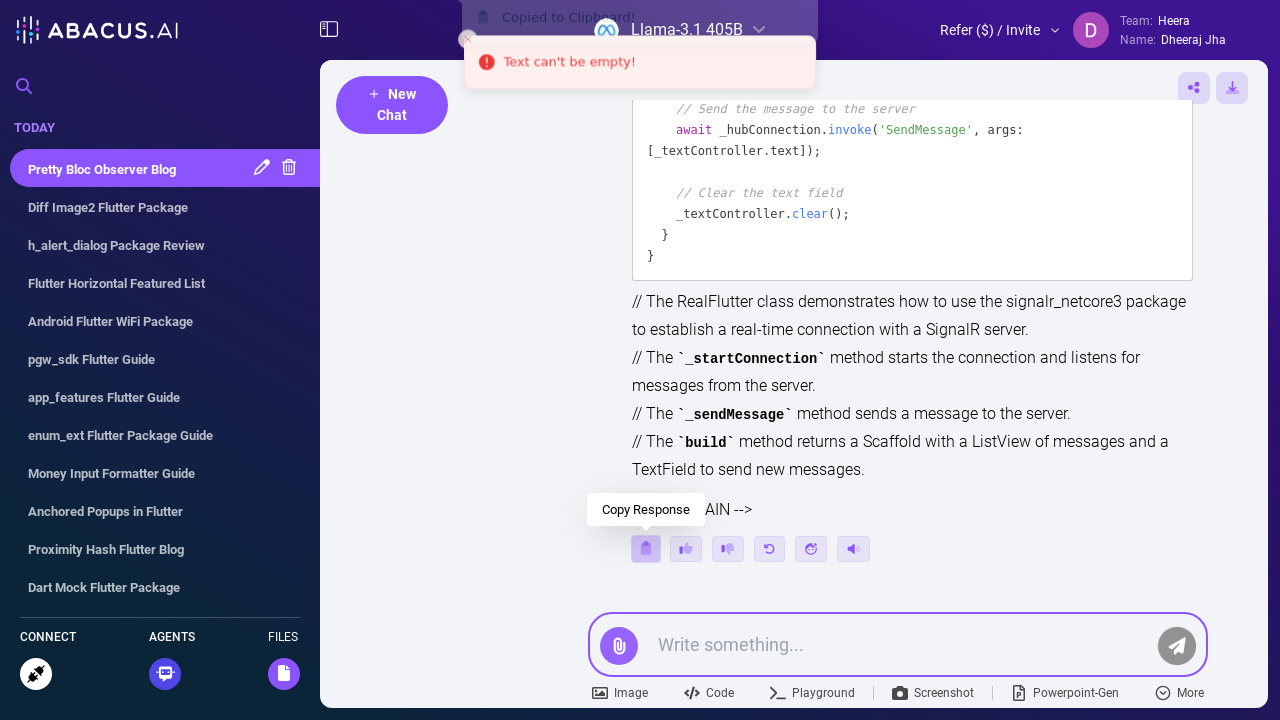 ABACUS.AI
Copied to Clipboard!
Llama-3.1 405B
Text can't be empty!
Refer ($) / Invite
D
Team: Heera
Name: Dheeraj Jha
TODAY
Pretty Bloc Observer Blog
Diff Image2 Flutter Package
h_alert_dialog Package Review
Flutter Horizontal Featured List
Android Flutter WiFi Package
pgw_sdk Flutter Guide
app_features Flutter Guide
enum_ext Flutter Package Guide
Money Input Formatter Guide
Anchored Popups in Flutter
Proximity Hash Flutter Blog
Dart Mock Flutter Package
CONNECT
AGENTS
FILES
+ New
Chat
// Send the message to the server
await _hubConnection.invoke('SendMessage', args:
[_textController.text]);
// Clear the text field
_textController.clear();
}
}
// The RealFlutter class demonstrates how to use the signalr_netcore3 package
to establish a real-time connection with a SignalR server.
// The `_startConnection` method starts the connection and listens for
messages from the server.
// The `_sendMessage` method sends a message to the server.
// The `build` method returns a Scaffold with a ListView of messages and a
TextField to send new messages.
AIN -->
Copy Response
Write something...
Image
Code
Playground
Screenshot
Powerpoint-Gen
More